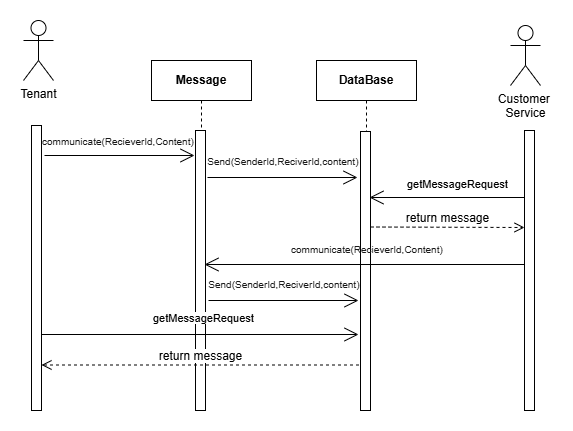 Tenant
Message
DataBase
Customer
Service
communicate(RecieverId,Content)
Send(SenderId,ReciverId,content)
getMessageRequest
return message
communicate(RecieverId,Content)
Send(SenderId,ReciverId,content)
getMessageRequest
return message